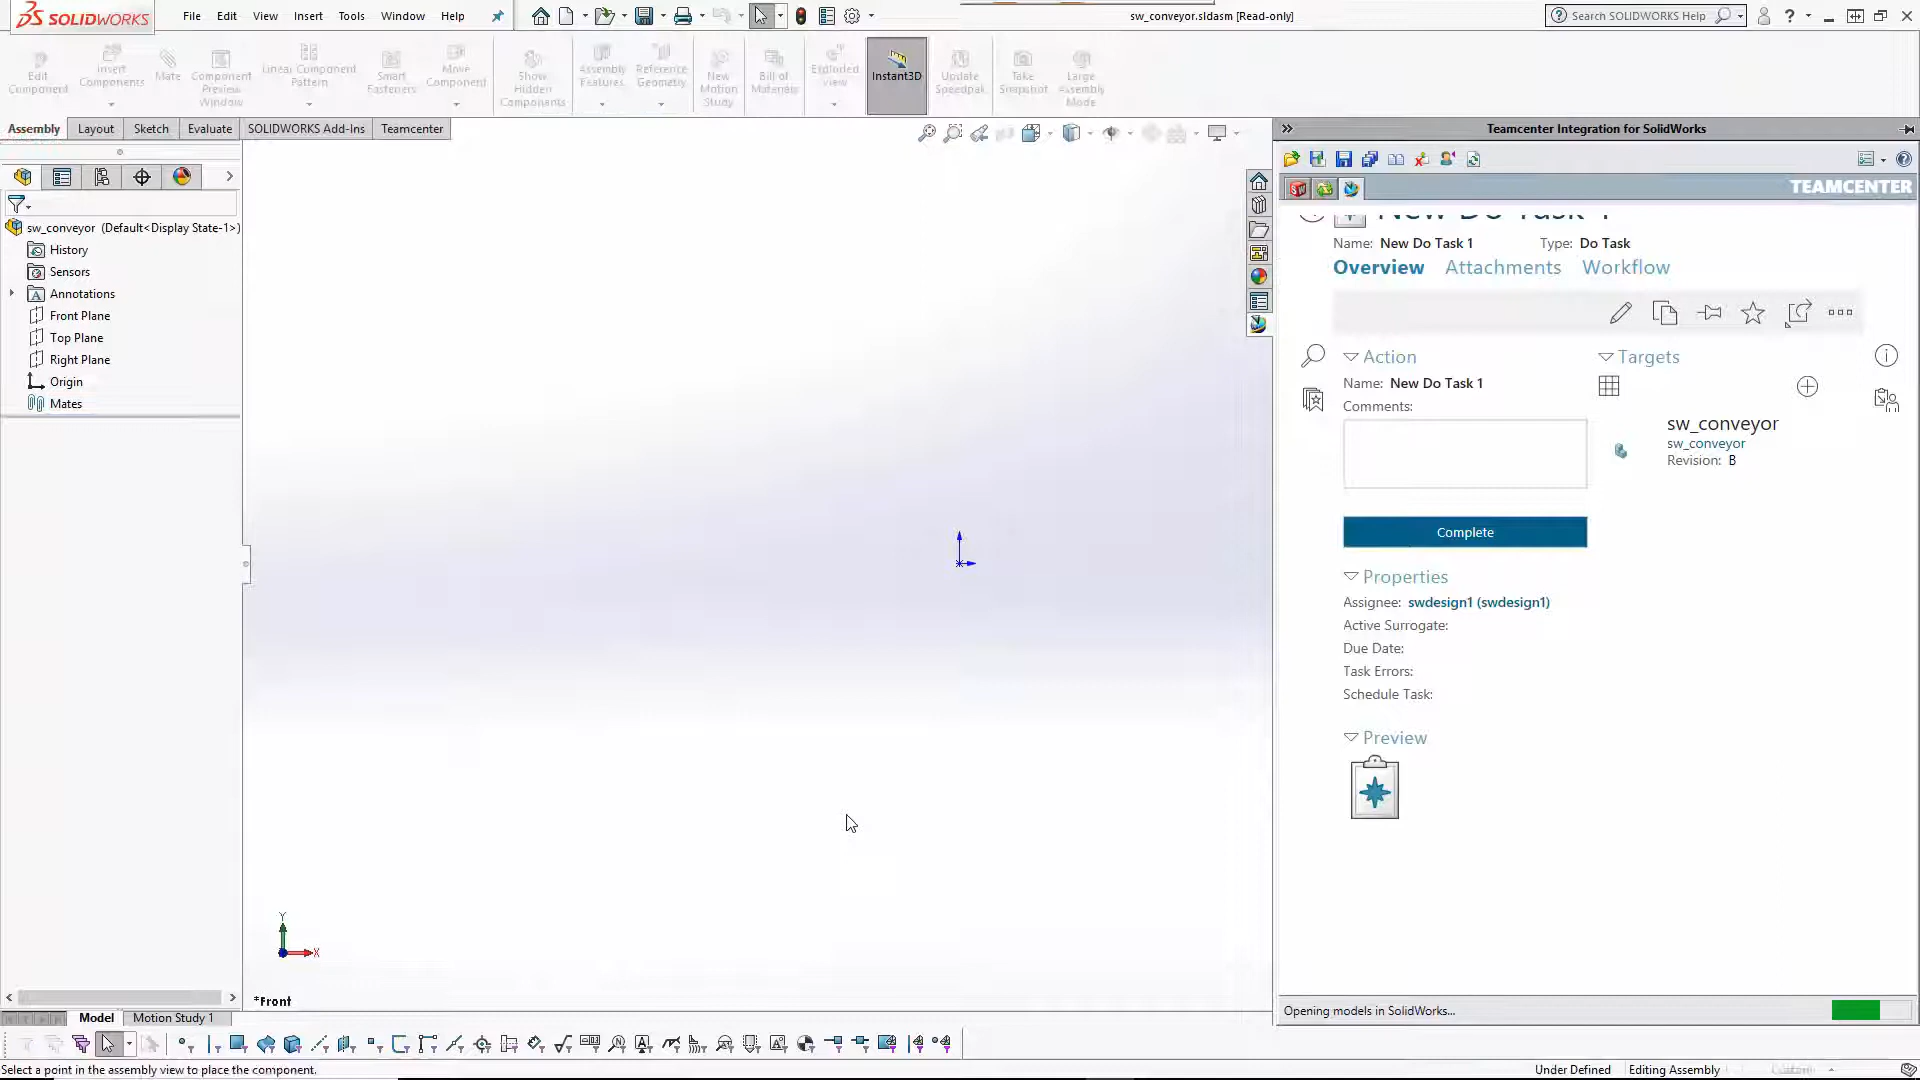 SOLIDWORKS
File Edit View Insert Tools Window Help
sw_conveyor.sldasm [Read-only]
Search SOLIDWORKS Help
Edit Component
Insert Components
Mate
Component Preview Window
Linear Component Pattern
Smart Fasteners
Move Component
Show Hidden Components
Assembly Features
Reference Geometry
New Motion Study
Bill of Materials
Exploded View
Instant3D
Update Speedpak
Take Snapshot
Large Assembly Mode
Assembly Layout Sketch Evaluate SOLIDWORKS Add-Ins Teamcenter
Teamcenter Integration for SolidWorks
TEAMCENTER
sw_conveyor (Default<Display State-1>)
History
Sensors
Annotations
Front Plane
Top Plane
Right Plane
Origin
Mates
New Do Task 1
Name: New Do Task 1 Type: Do Task
Overview Attachments Workflow
Action
Name: New Do Task 1
Comments:
Complete
Targets
sw_conveyor
sw_conveyor
Revision: B
Properties
Assignee: swdesign1 (swdesign1)
Active Surrogate:
Due Date:
Task Errors:
Schedule Task:
Preview
Y
X
*Front
Opening models in SolidWorks...
Model Motion Study 1
Select a point in the assembly view to place the component.
Under Defined Editing Assembly Custom